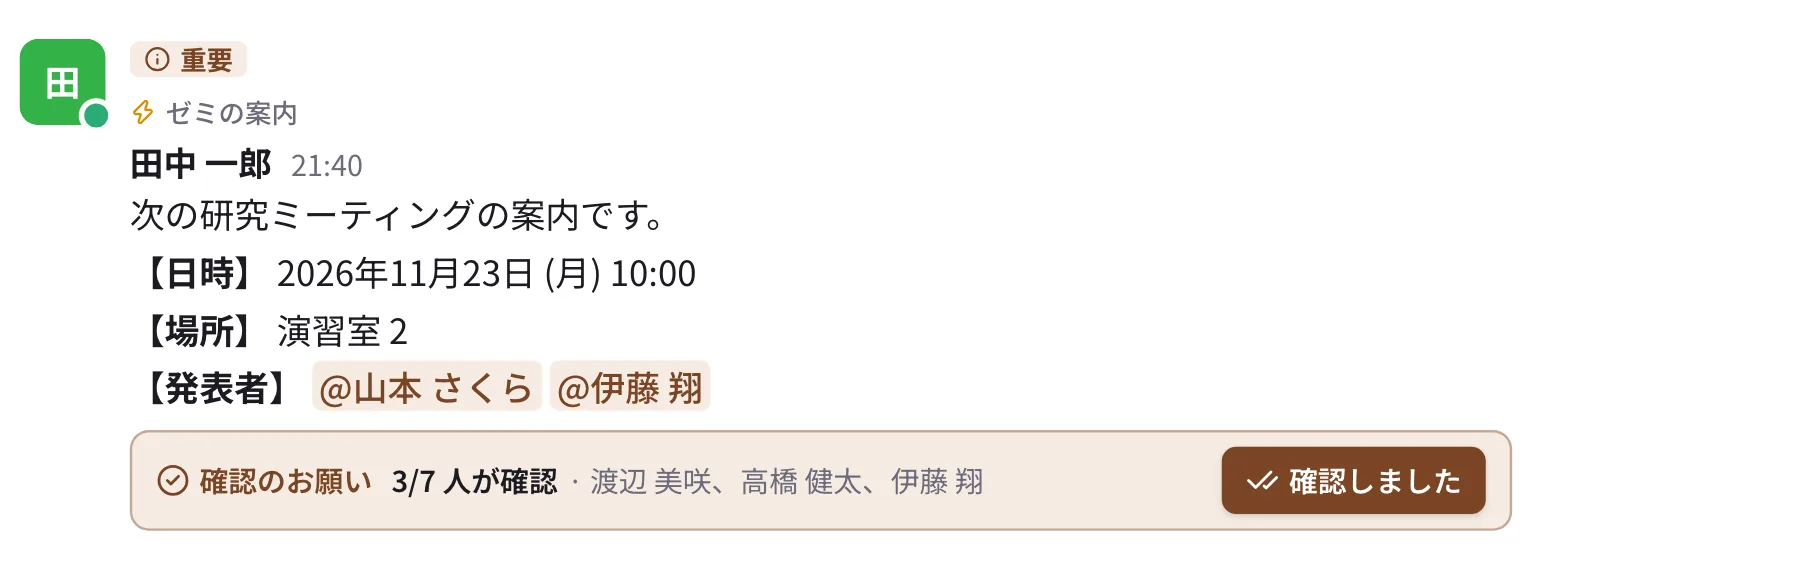 田
重要
ゼミの案内
田中 一郎 21:40
次の研究ミーティングの案内です。
【日時】 2026年11月23日 (月) 10:00
【場所】 演習室 2
【発表者】 @山本 さくら @伊藤 翔
確認のお願い 3/7 人が確認 · 渡辺 美咲、高橋 健太、伊藤 翔 確認しました